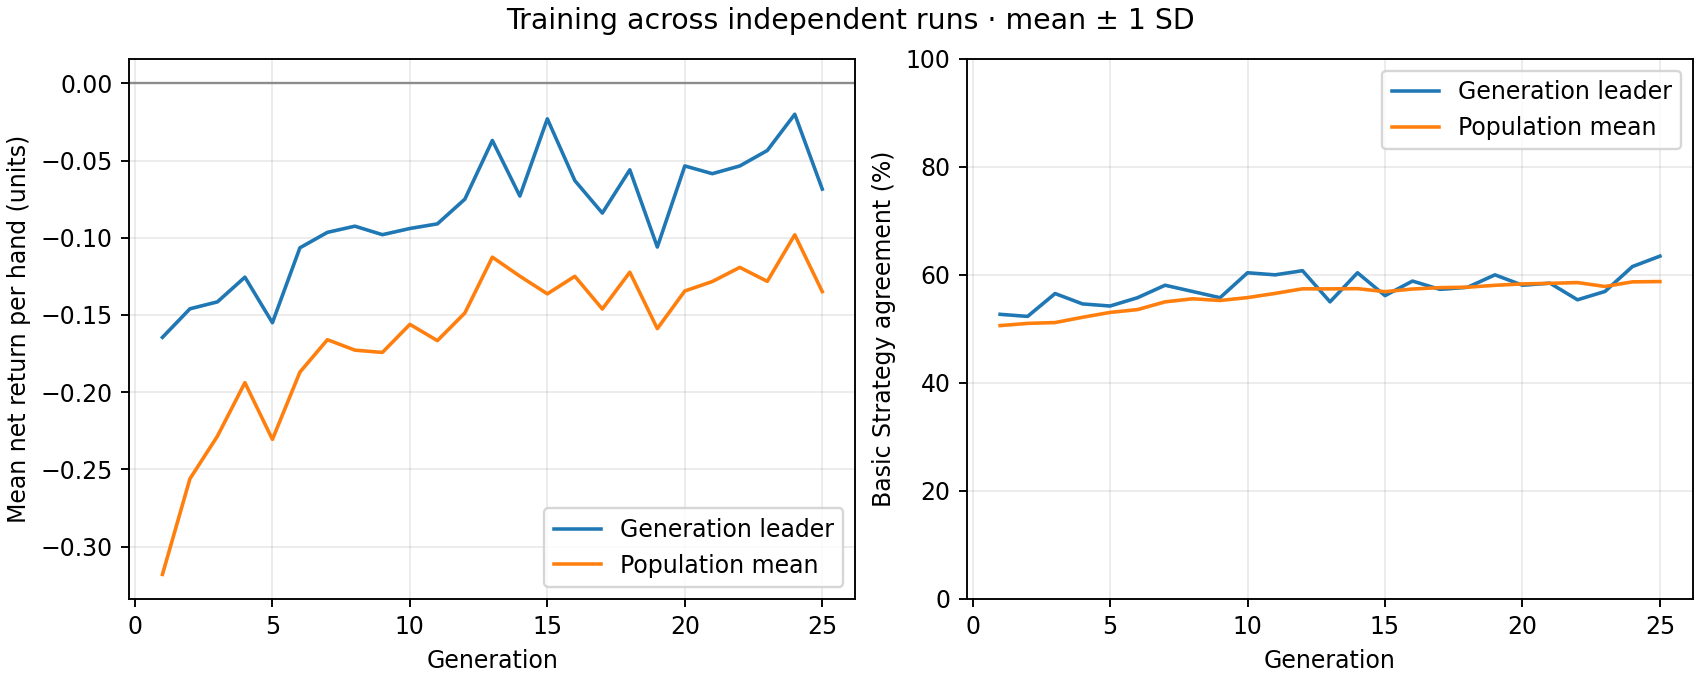 Training across independent runs · mean ± 1 SD
Mean net return per hand (units)
0.00
−0.05
−0.10
−0.15
−0.20
−0.25
−0.30
0 5 10 15 20 25
Generation
Generation leader
Population mean
Basic Strategy agreement (%)
100
80
60
40
20
0
0 5 10 15 20 25
Generation
Generation leader
Population mean